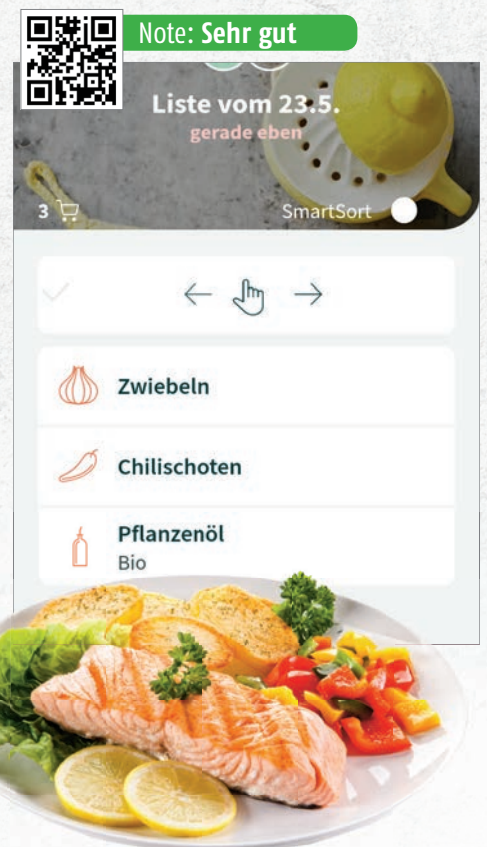 Note: Sehr gut
Liste vom 23.5.
gerade eben
3
SmartSort
Zwiebeln
Chilischoten
Pflanzenöl
Bio